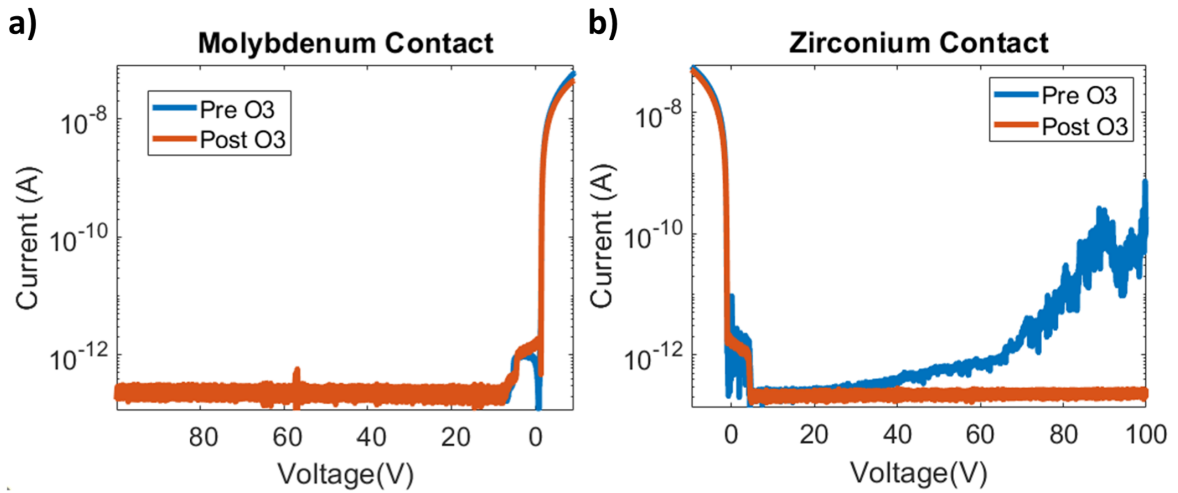 a)
Molybdenum Contact
Pre O3
Post O3
10^-8
10^-10
10^-12
Current (A)
80 60 40 20 0
Voltage(V)
b)
Zirconium Contact
Pre O3
Post O3
10^-8
10^-10
10^-12
Current (A)
0 20 40 60 80 100
Voltage(V)